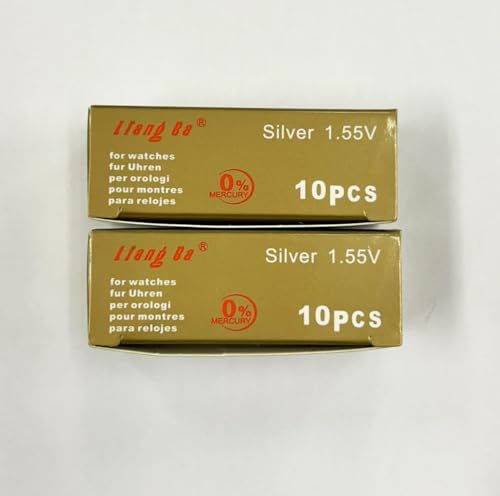 Liang Ba ®
Silver 1.55V
for watches
fur Uhren
per orologi
pour montres
para relojes
0%
MERCURY
10PCS
Liang Ba ®
Silver 1.55V
for watches
fur Uhren
per orologi
pour montres
para relojes
0%
MERCURY
10PCS